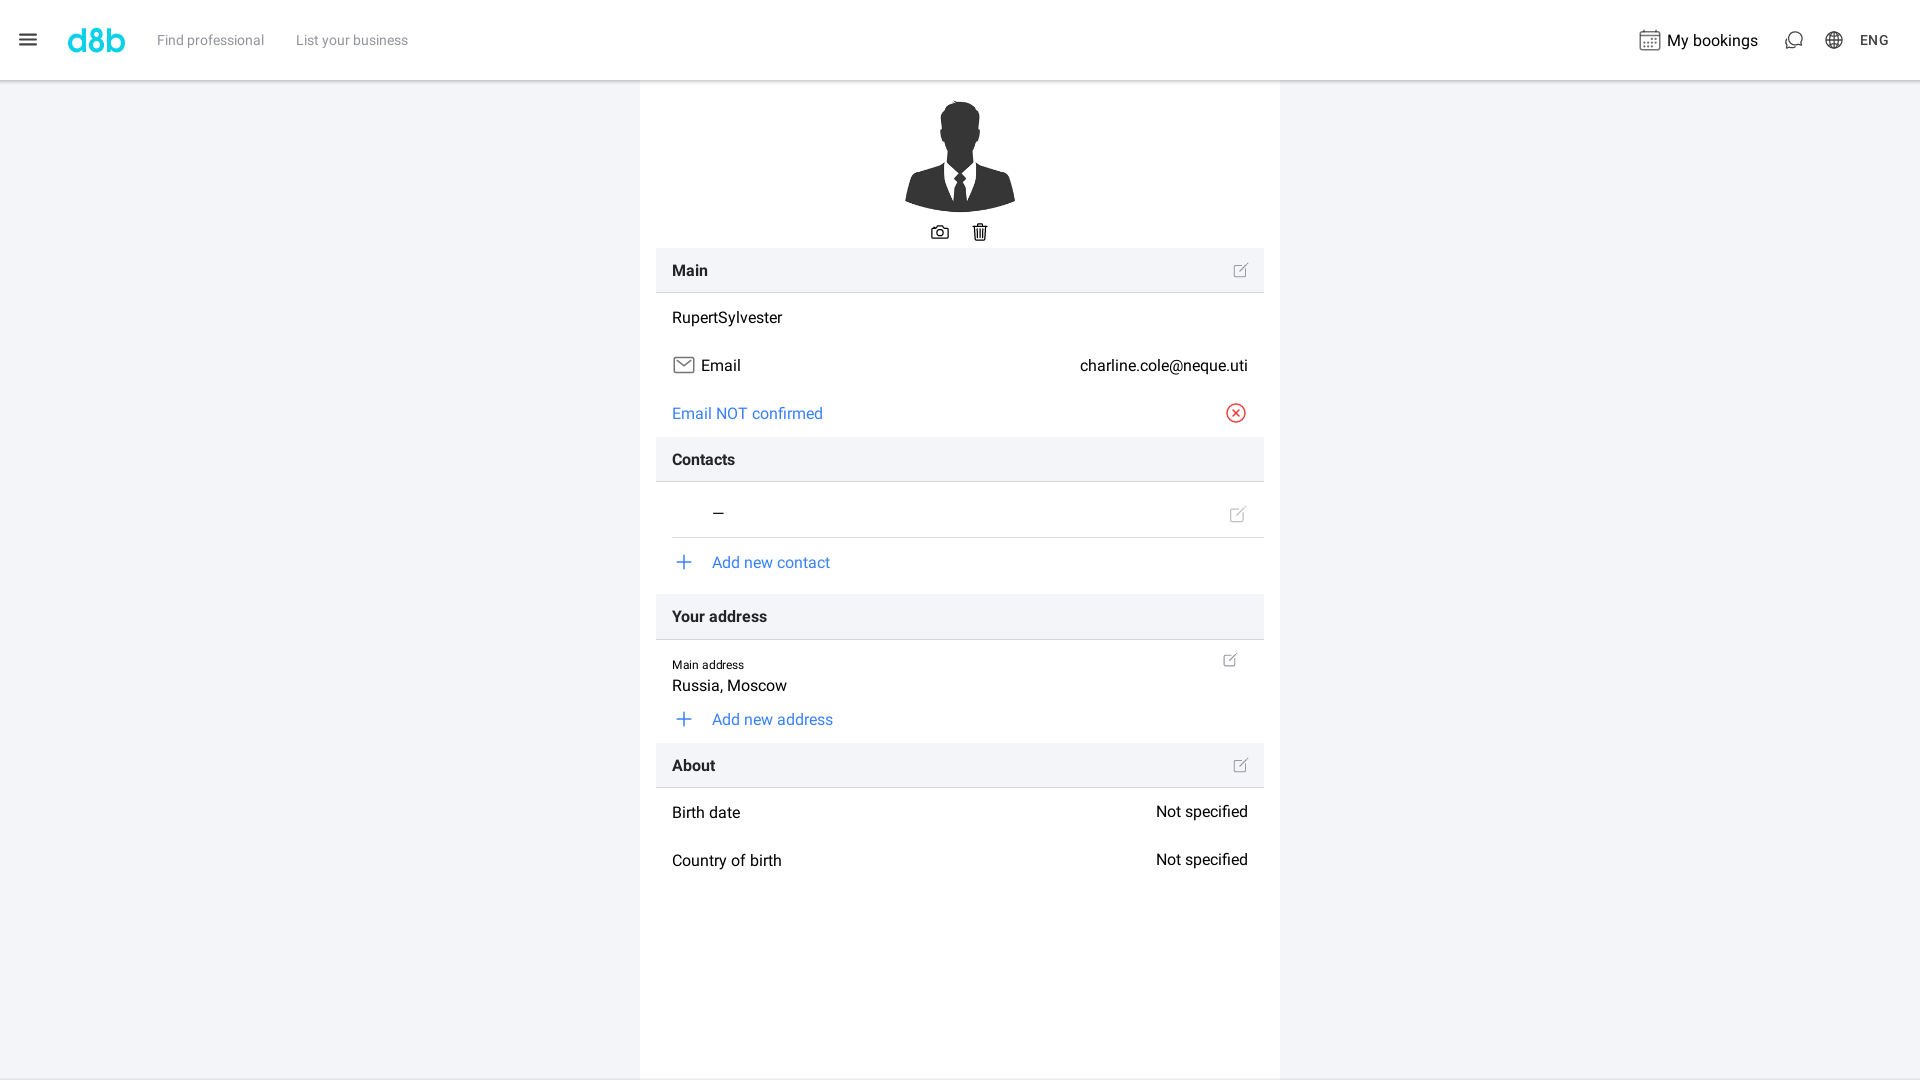 d8b
Find professional
List your business
My bookings
ENG
Main
RupertSylvester
Email
charline.cole@neque.uti
Email NOT confirmed
Contacts
—
Add new contact
Your address
Main address
Russia, Moscow
Add new address
About
Birth date
Not specified
Country of birth
Not specified